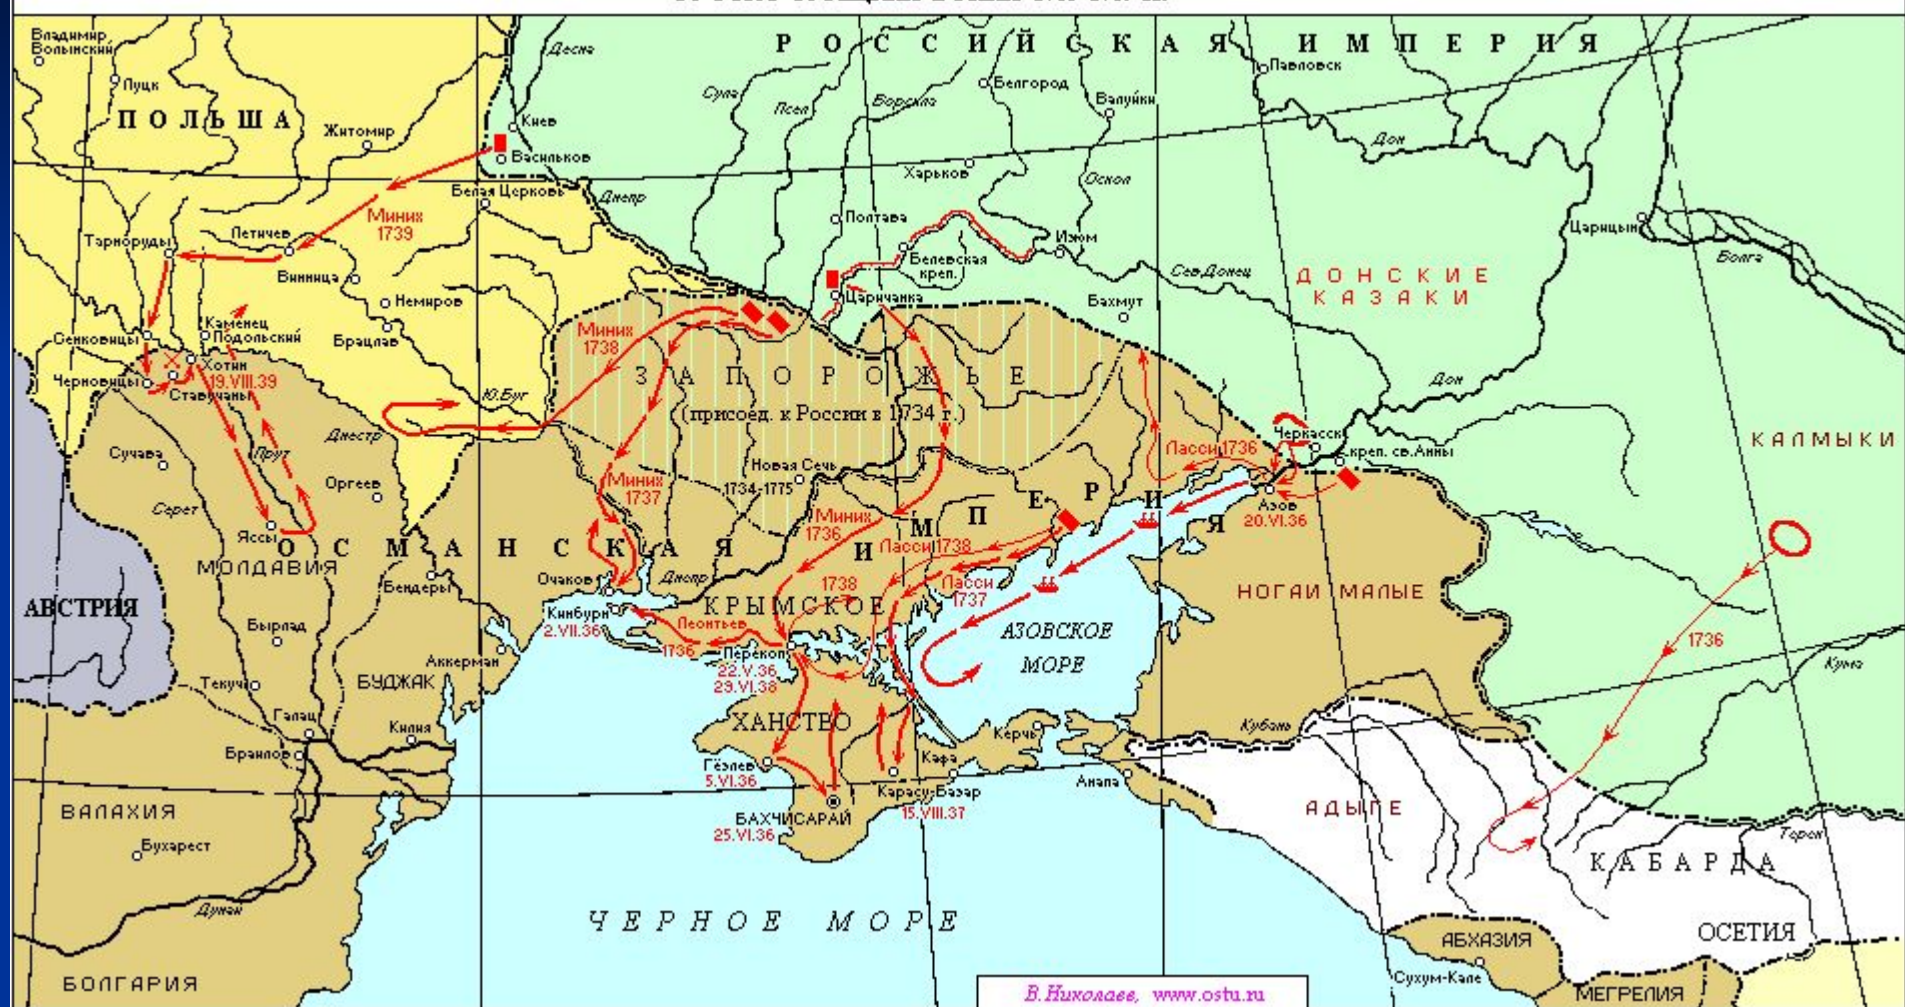 РОССИЙСКАЯ ИМПЕРИЯ
Владимир
Волынский
Десна
Павловск
Луцк
Сула
Псел
Ворскла
Белгород
Валуйки
ПОЛЬША
Киев
Житомир
Дон
Васильков
Харьков
Оскол
Белая Церковь
Днепр
Миних
1739
Полтава
Царицын
Летичев
Изюм
Тарноруды
Белевская
креп.
Волга
Винница
Сев.Донец
ДОНСКИЕ
КАЗАКИ
Немиров
Царичанка
Бахмут
Каменец
Подольский
Миних
1738
Сенковицы
Брацлав
Хотин
Черновицы
19.VIII.39
Ставучаны
ЗАПОРОЖЬЕ
Дон
Ю.Буг
(присоед. к России в 1734 г.)
Днестр
Черкасск
КАЛМЫКИ
Сучава
Прут
Ласси 1736
креп. св.Анны
Новая Сечь
1734-1775
Оргеев
Миних
1737
Серет
Азов
20.VI.36
Миних
1736
Яссы
ОСМАНСКАЯ ИМПЕРИЯ
Ласси 1738
МОЛДАВИЯ
Очаков
Днепр
1738
Ласси
1737
Бендеры
НОГАИ МАЛЫЕ
АВСТРИЯ
Кинбурн
2.VII.36
КРЫМСКОЕ
Леонтьев
АЗОВСКОЕ
МОРЕ
Бырлад
1736
1736
Перекоп
22.V.36
29.VI.38
Аккерман
Кума
Текуч
БУДЖАК
Галац
ХАНСТВО
Кубань
Килия
Керчь
Браилов
Гёзлев
5.VI.36
Кафа
Анапа
Карасу-Базар
15.VIII.37
ВАЛАХИЯ
БАХЧИСАРАЙ
25.VI.36
АДЫГЕ
Терек
Бухарест
КАБАРДА
Дунай
ЧЕРНОЕ МОРЕ
ОСЕТИЯ
АБХАЗИЯ
Сухум-Кале
БОЛГАРИЯ
МЕГРЕЛИЯ
В.Николаев, www.ostu.ru